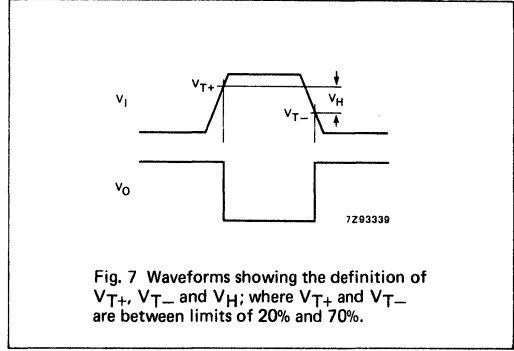 VT+
VI
VH
VT−
VO
7Z93339
Fig. 7 Waveforms showing the definition of
VT+, VT− and VH; where VT+ and VT−
are between limits of 20% and 70%.